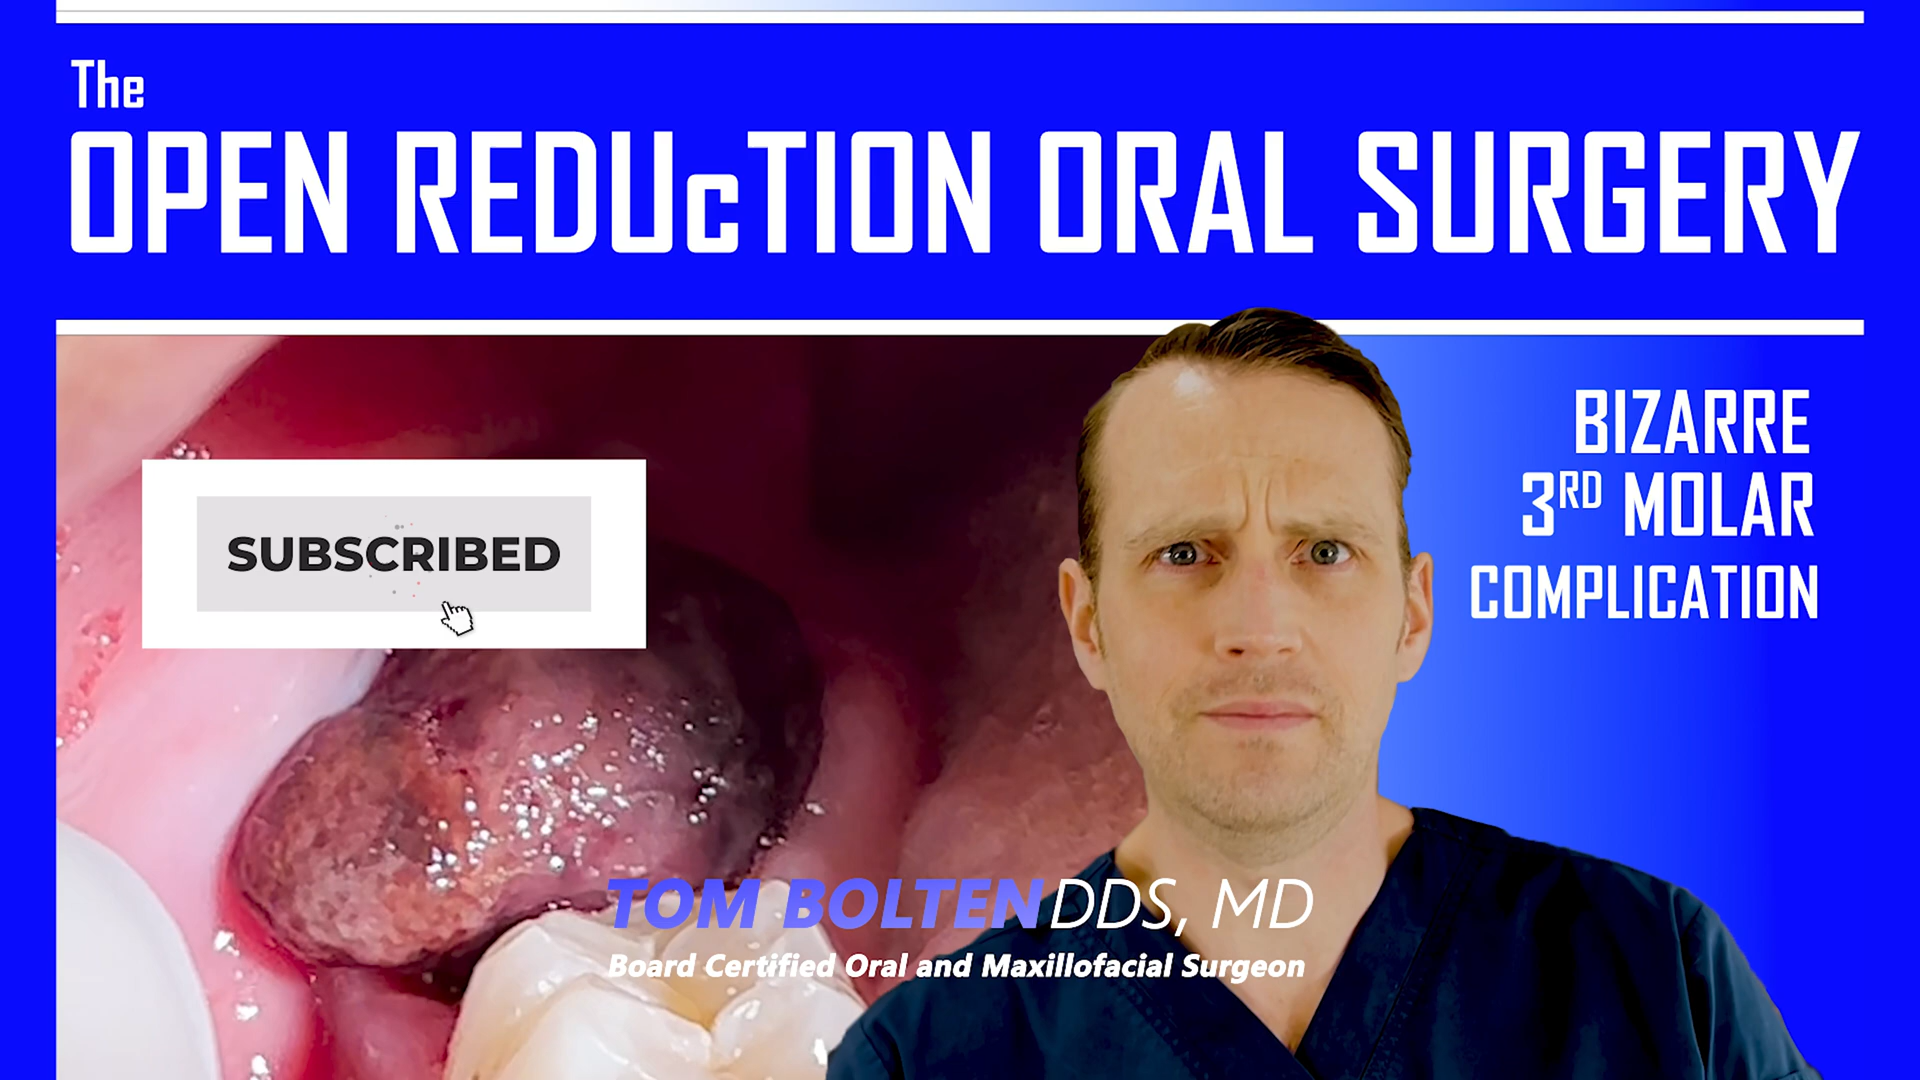 The
OPEN REDUcTION ORAL SURGERY
BIZARRE
3RD MOLAR
COMPLICATION
SUBSCRIBED
TOM BOLTEN DDS, MD
Board Certified Oral and Maxillofacial Surgeon